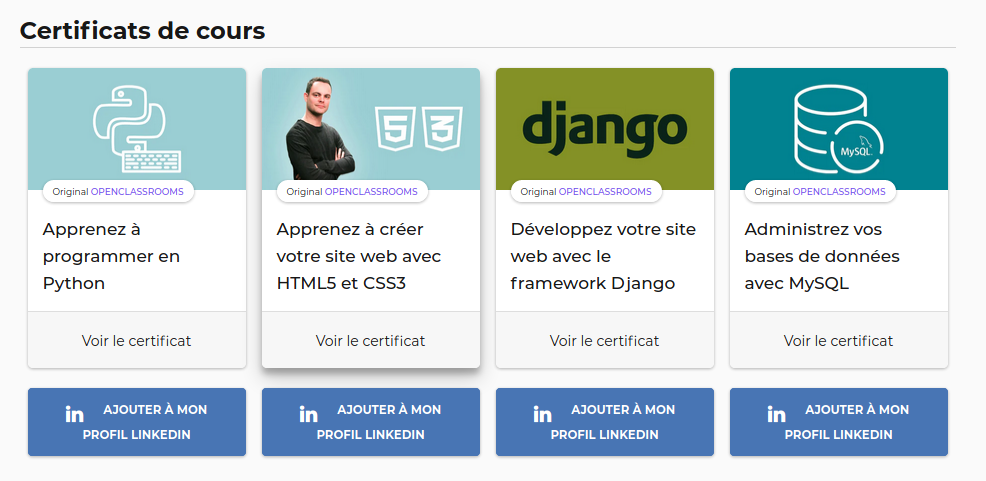 Certificats de cours
5 3
django
MySQL
Original OPENCLASSROOMS
Apprenez à
programmer en
Python
Voir le certificat
in AJOUTER À MON
PROFIL LINKEDIN
Original OPENCLASSROOMS
Apprenez à créer
votre site web avec
HTML5 et CSS3
Voir le certificat
in AJOUTER À MON
PROFIL LINKEDIN
Original OPENCLASSROOMS
Développez votre site
web avec le
framework Django
Voir le certificat
in AJOUTER À MON
PROFIL LINKEDIN
Original OPENCLASSROOMS
Administrez vos
bases de données
avec MySQL
Voir le certificat
in AJOUTER À MON
PROFIL LINKEDIN